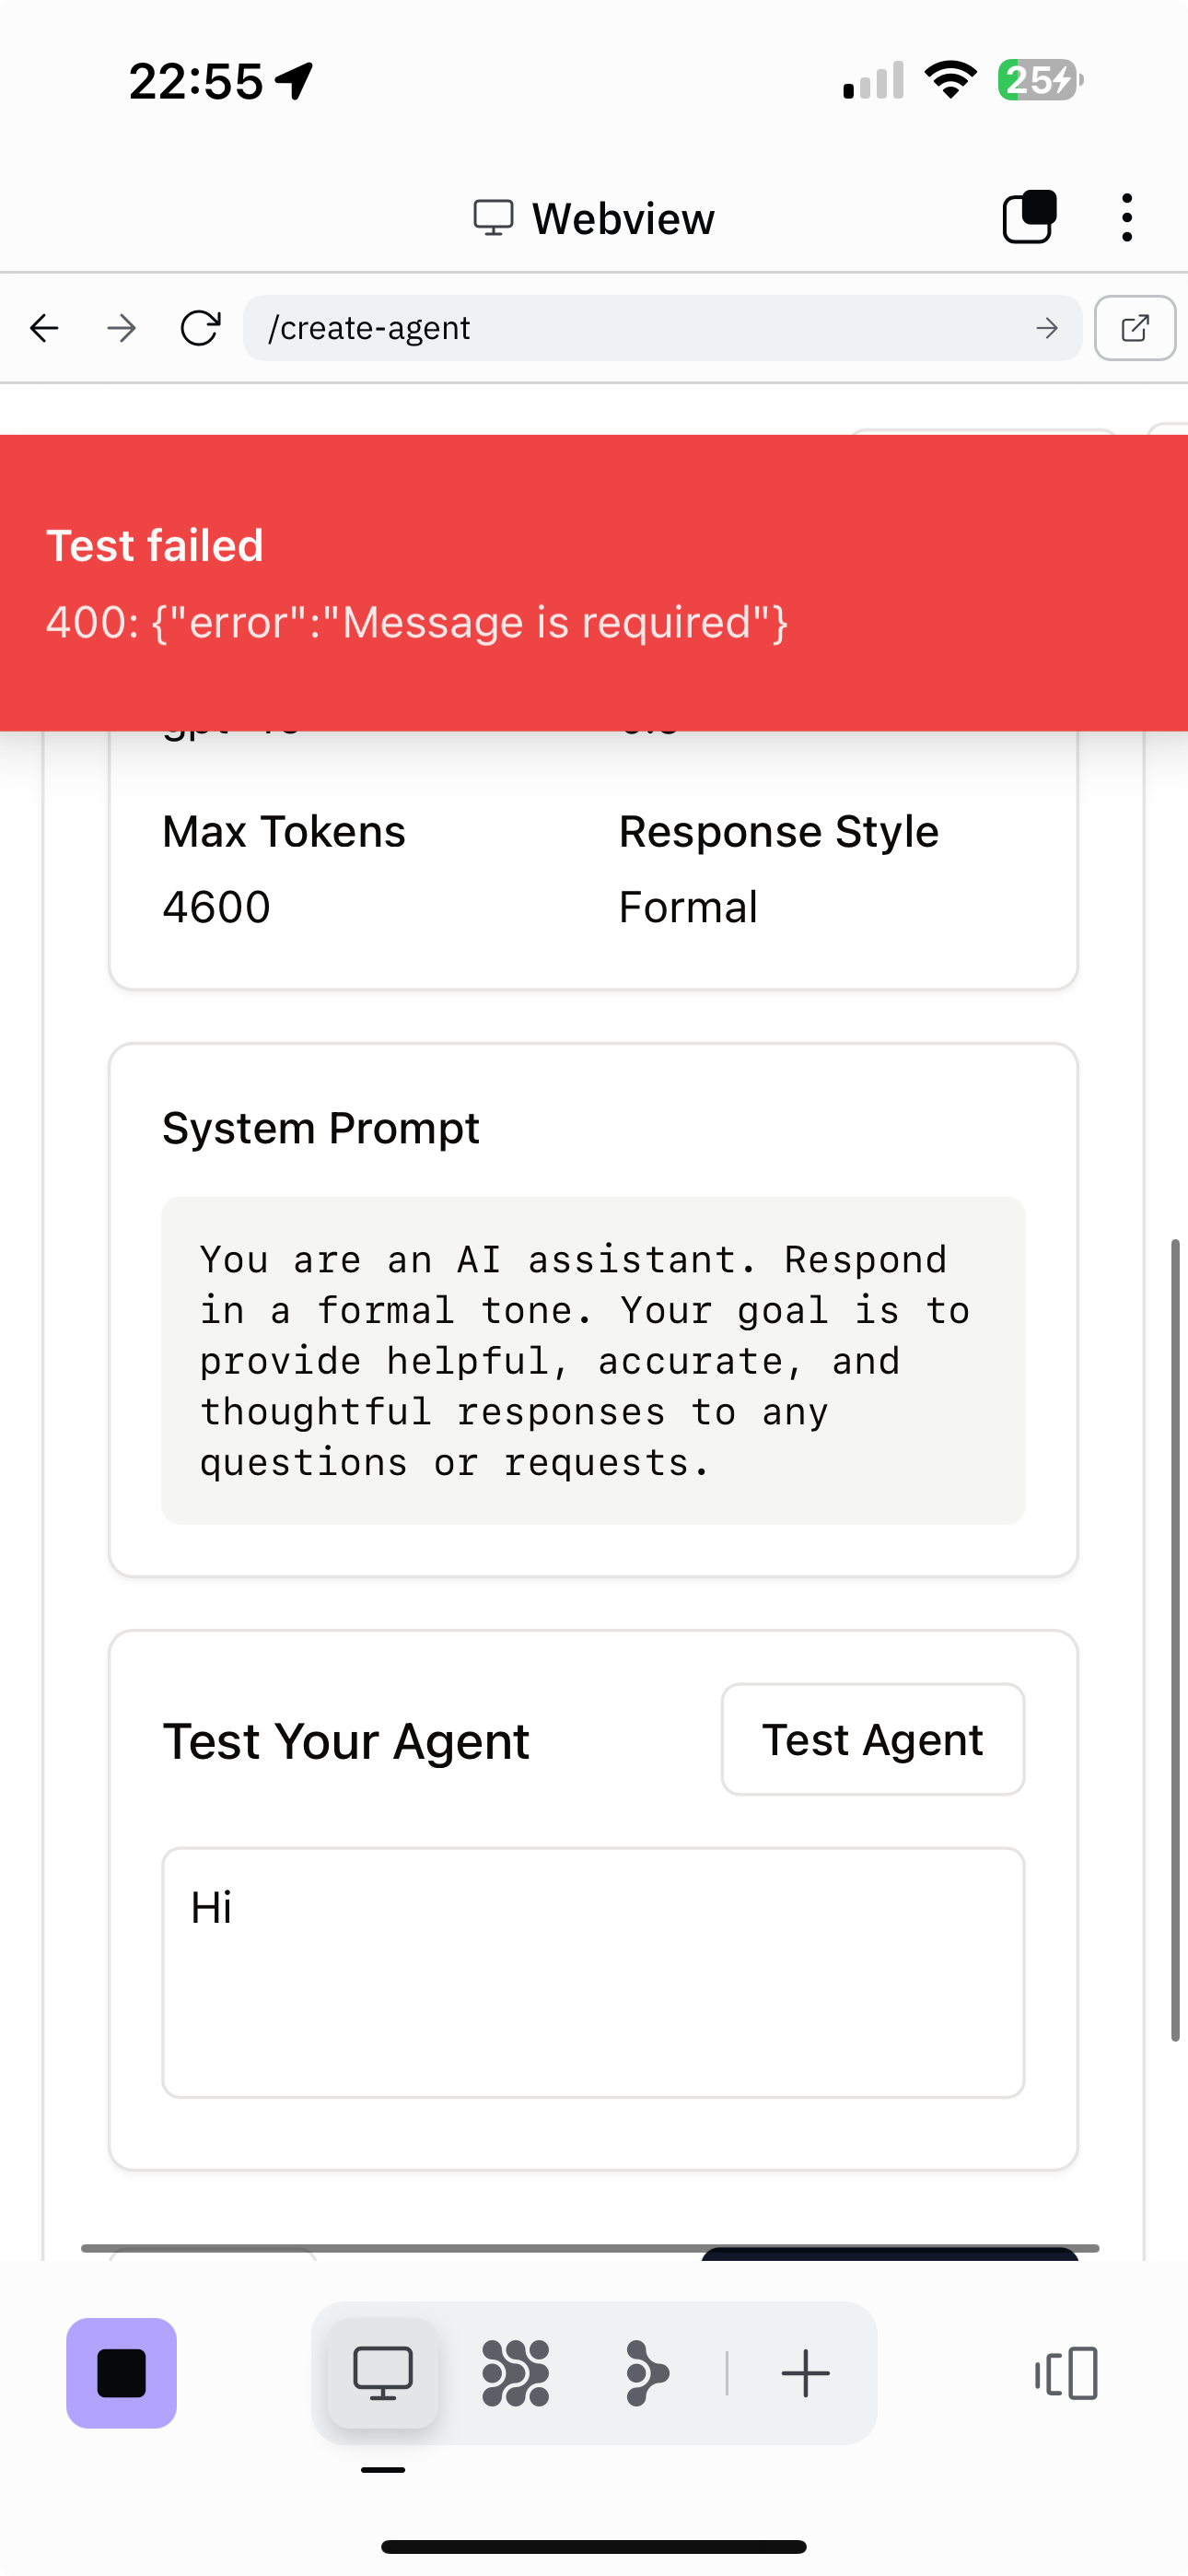 22:55
25
Webview
/create-agent
Test failed
400: {"error":"Message is required"}
Max Tokens
Response Style
4600
Formal
System Prompt
You are an AI assistant. Respond
in a formal tone. Your goal is to
provide helpful, accurate, and
thoughtful responses to any
questions or requests.
Test Your Agent
Test Agent
Hi